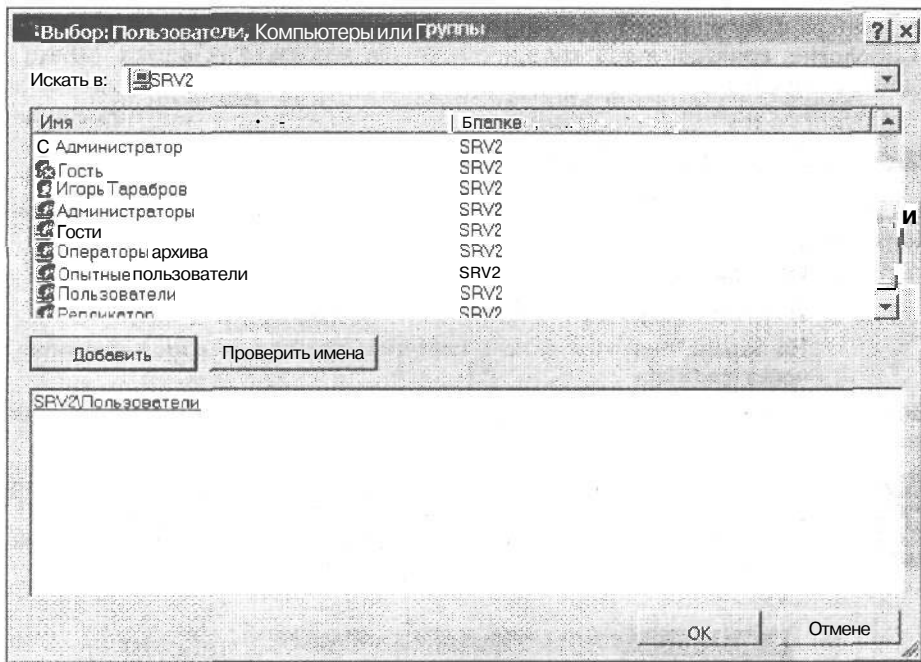 Выбор: Пользователи, Компьютеры или Группы
Искать в: SRV2
Имя Бпапке
С Администратор SRV2
Гость SRV2
Игорь Тарабров SRV2
Администраторы SRV2
Гости SRV2
Операторы архива SRV2
Опытные пользователи SRV2
Пользователи SRV2
Репликатор SRV2
и
Добавить Проверить имена
SRV2\Пользователи
OK Отмене